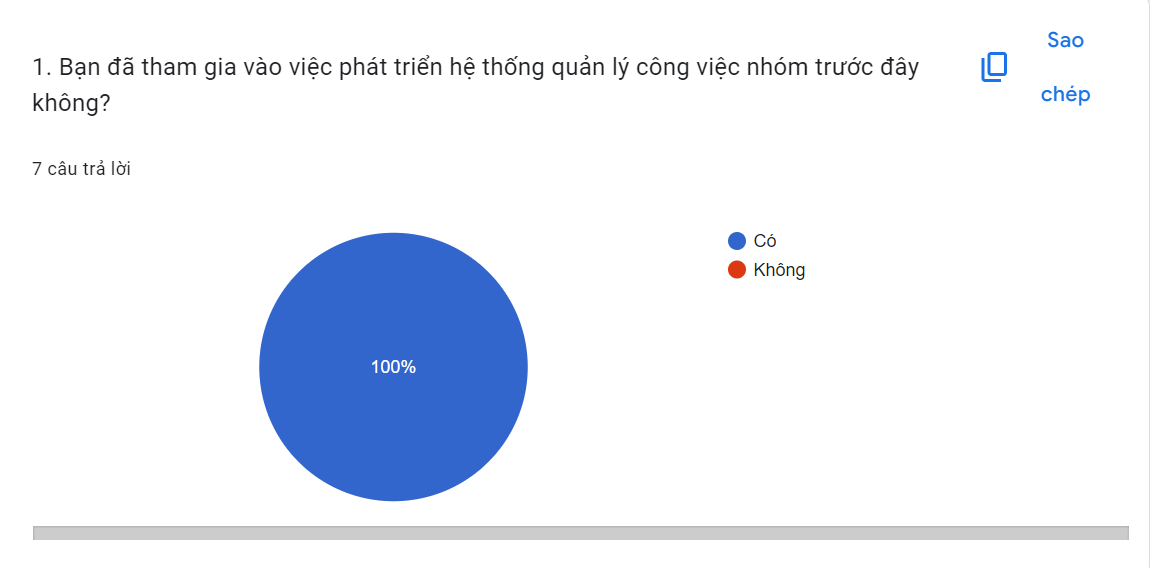 1. Bạn đã tham gia vào việc phát triển hệ thống quản lý công việc nhóm trước đây
không?
Sao
chép
7 câu trả lời
Có
Không
100%